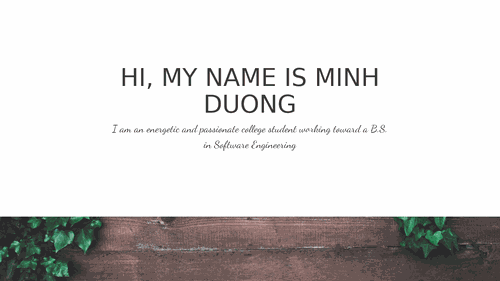 HI, MY NAME IS MINH
DUONG
I am an energetic and passionate college student working toward a B.S.
in Software Engineering